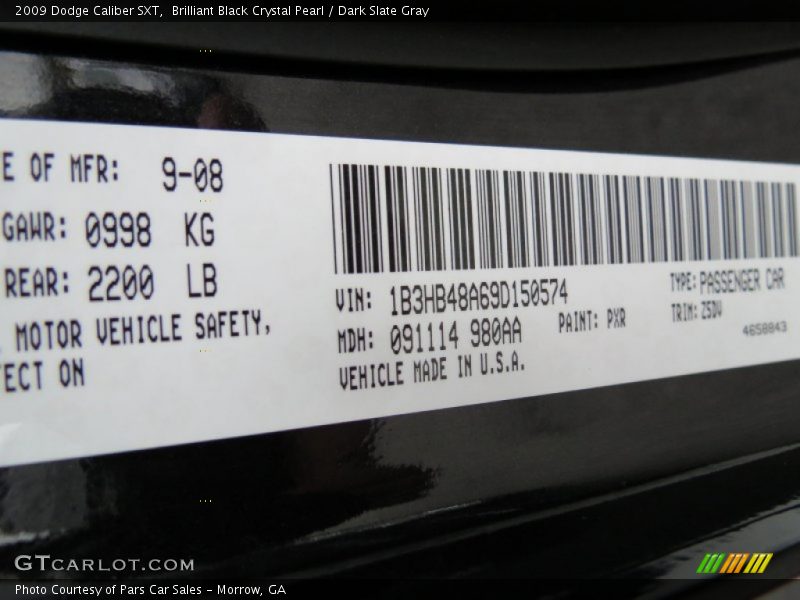 2009 Dodge Caliber SXT,  Brilliant Black Crystal Pearl / Dark Slate Gray
E OF MFR: 9-08
GAWR: 0998 KG
REAR: 2200 LB
MOTOR VEHICLE SAFETY,
ECT ON
VIN: 1B3HB48A69D150574
MDH: 091114 980AA
PAINT: PXR
VEHICLE MADE IN U.S.A.
TYPE: PASSENGER CAR
TRIM: ZSDV
4658843
GTCARLOT.COM
Photo Courtesy of Pars Car Sales - Morrow, GA